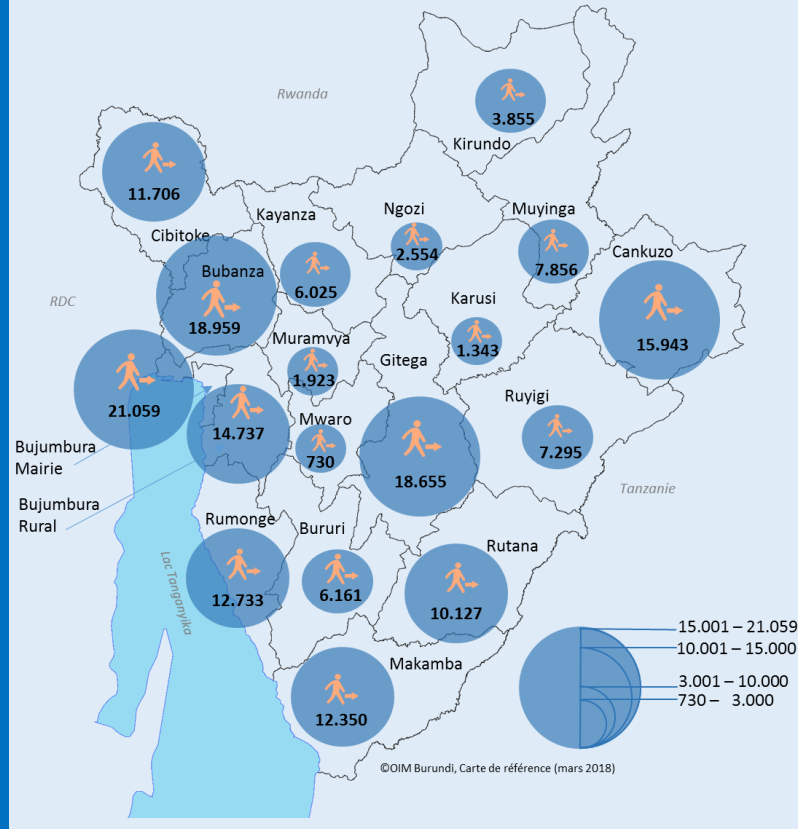 Rwanda
3.855
Kirundo
11.706
Cibitoke
Kayanza
6.025
Ngozi
2.554
Muyinga
7.856
Cankuzo
15.943
Bubanza
18.959
RDC
Karusi
1.343
Muramvya
1.923
Gitega
18.655
21.059
Bujumbura
Mairie
14.737
Bujumbura
Rural
Mwaro
730
Ruyigi
7.295
Tanzanie
Rumonge
12.733
Bururi
6.161
Rutana
10.127
Lac Tanganyika
Makamba
12.350
15.001 – 21.059
10.001 – 15.000
3.001 – 10.000
730 – 3.000
©OIM Burundi, Carte de référence (mars 2018)